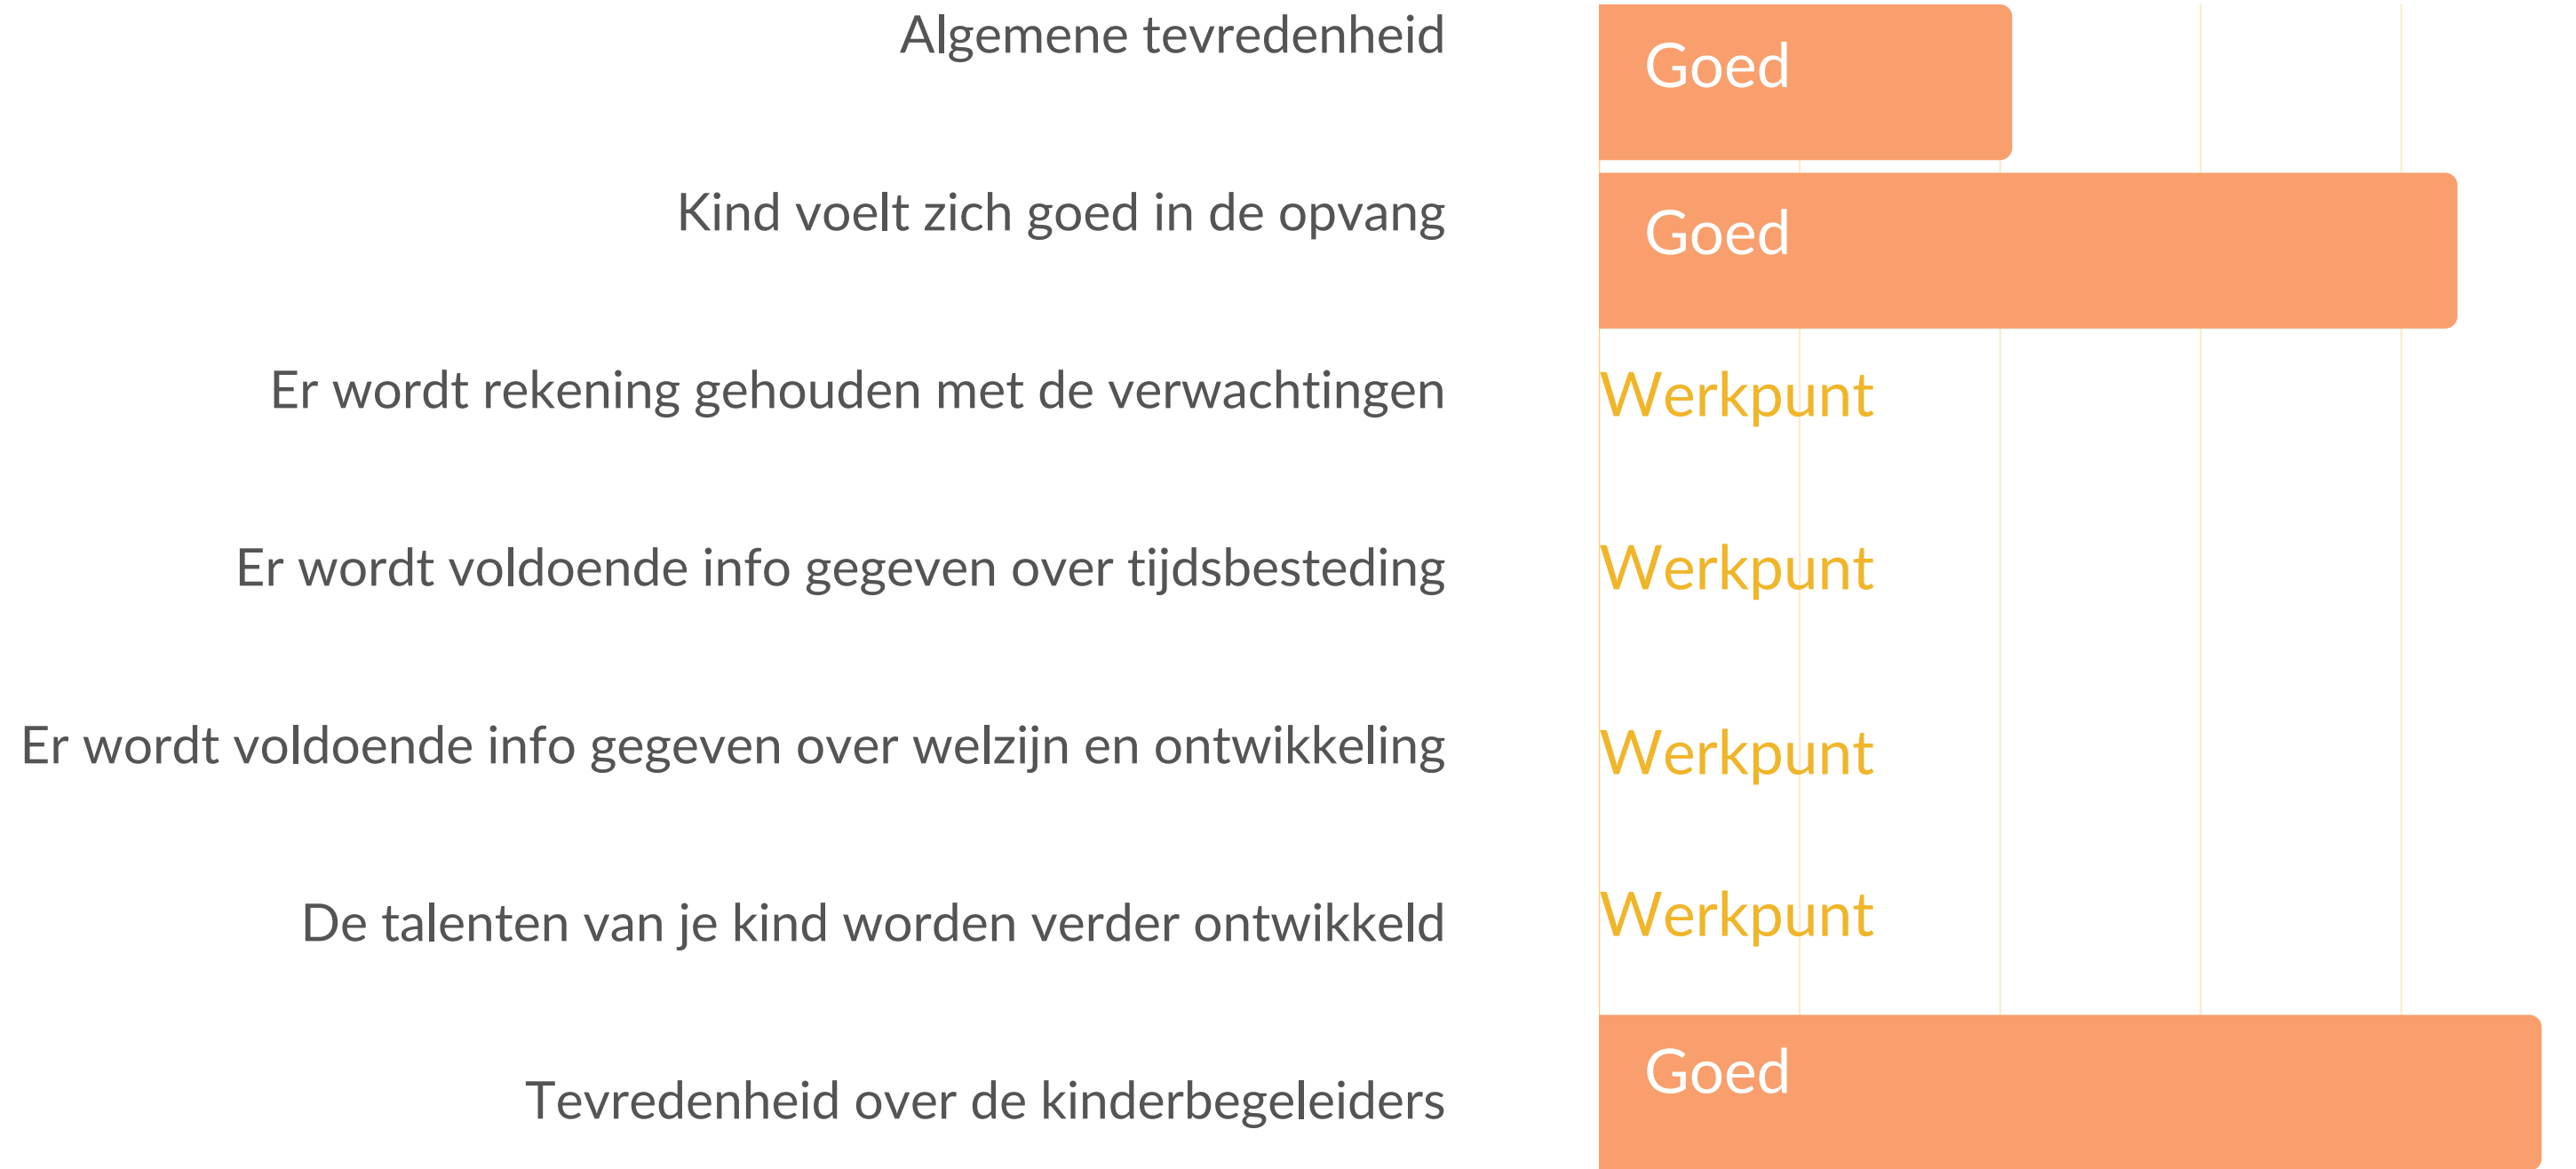 Algemene tevredenheid
Goed
Kind voelt zich goed in de opvang
Goed
Er wordt rekening gehouden met de verwachtingen
Werkpunt
Er wordt voldoende info gegeven over tijdsbesteding
Werkpunt
Er wordt voldoende info gegeven over welzijn en ontwikkeling
Werkpunt
De talenten van je kind worden verder ontwikkeld
Werkpunt
Tevredenheid over de kinderbegeleiders
Goed